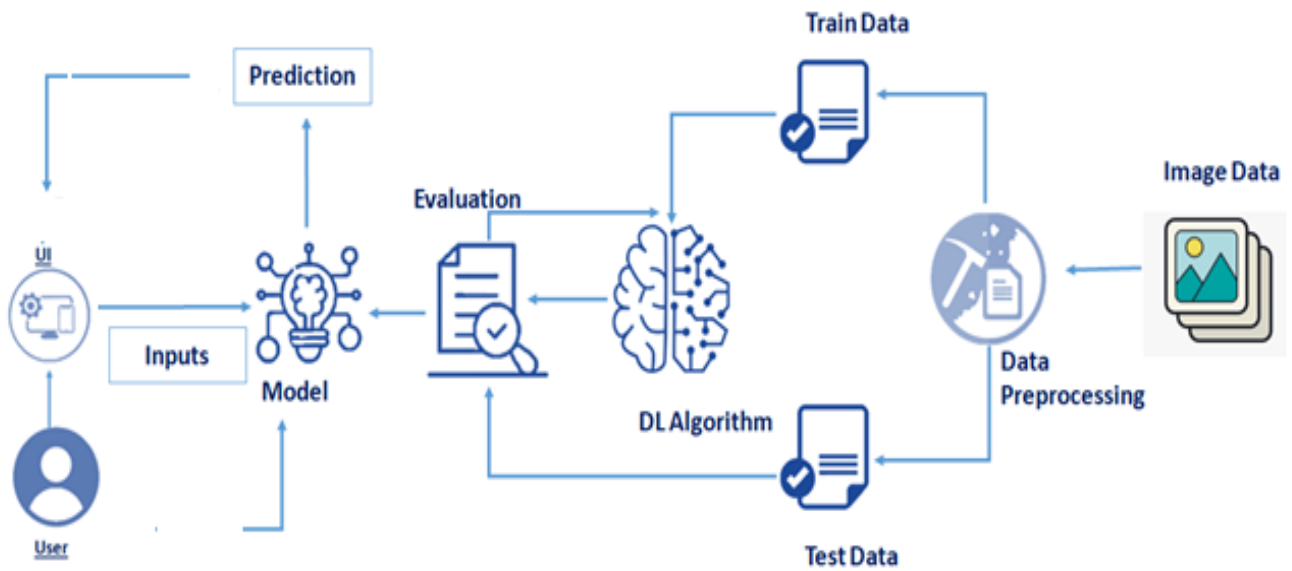 Train Data
Prediction
Image Data
Evaluation
UI
Inputs
Model
Data
Preprocessing
DL Algorithm
User
Test Data